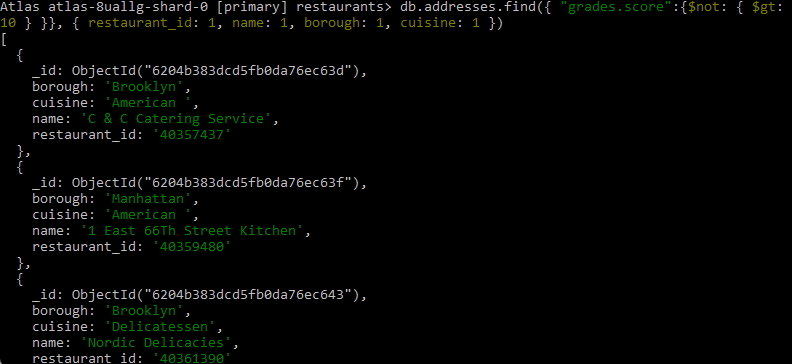 Atlas atlas-8uallg-shard-0 [primary] restaurants> db.addresses.find({ "grades.score":{$not: { $gt:
10 } }}, { restaurant_id: 1, name: 1, borough: 1, cuisine: 1 })
[
  {
    _id: ObjectId("6204b383dcd5fb0da76ec63d"),
    borough: 'Brooklyn',
    cuisine: 'American ',
    name: 'C & C Catering Service',
    restaurant_id: '40357437'
  },
  {
    _id: ObjectId("6204b383dcd5fb0da76ec63f"),
    borough: 'Manhattan',
    cuisine: 'American ',
    name: '1 East 66Th Street Kitchen',
    restaurant_id: '40359480'
  },
  {
    _id: ObjectId("6204b383dcd5fb0da76ec643"),
    borough: 'Brooklyn',
    cuisine: 'Delicatessen',
    name: 'Nordic Delicacies',
    restaurant_id: '40361390'